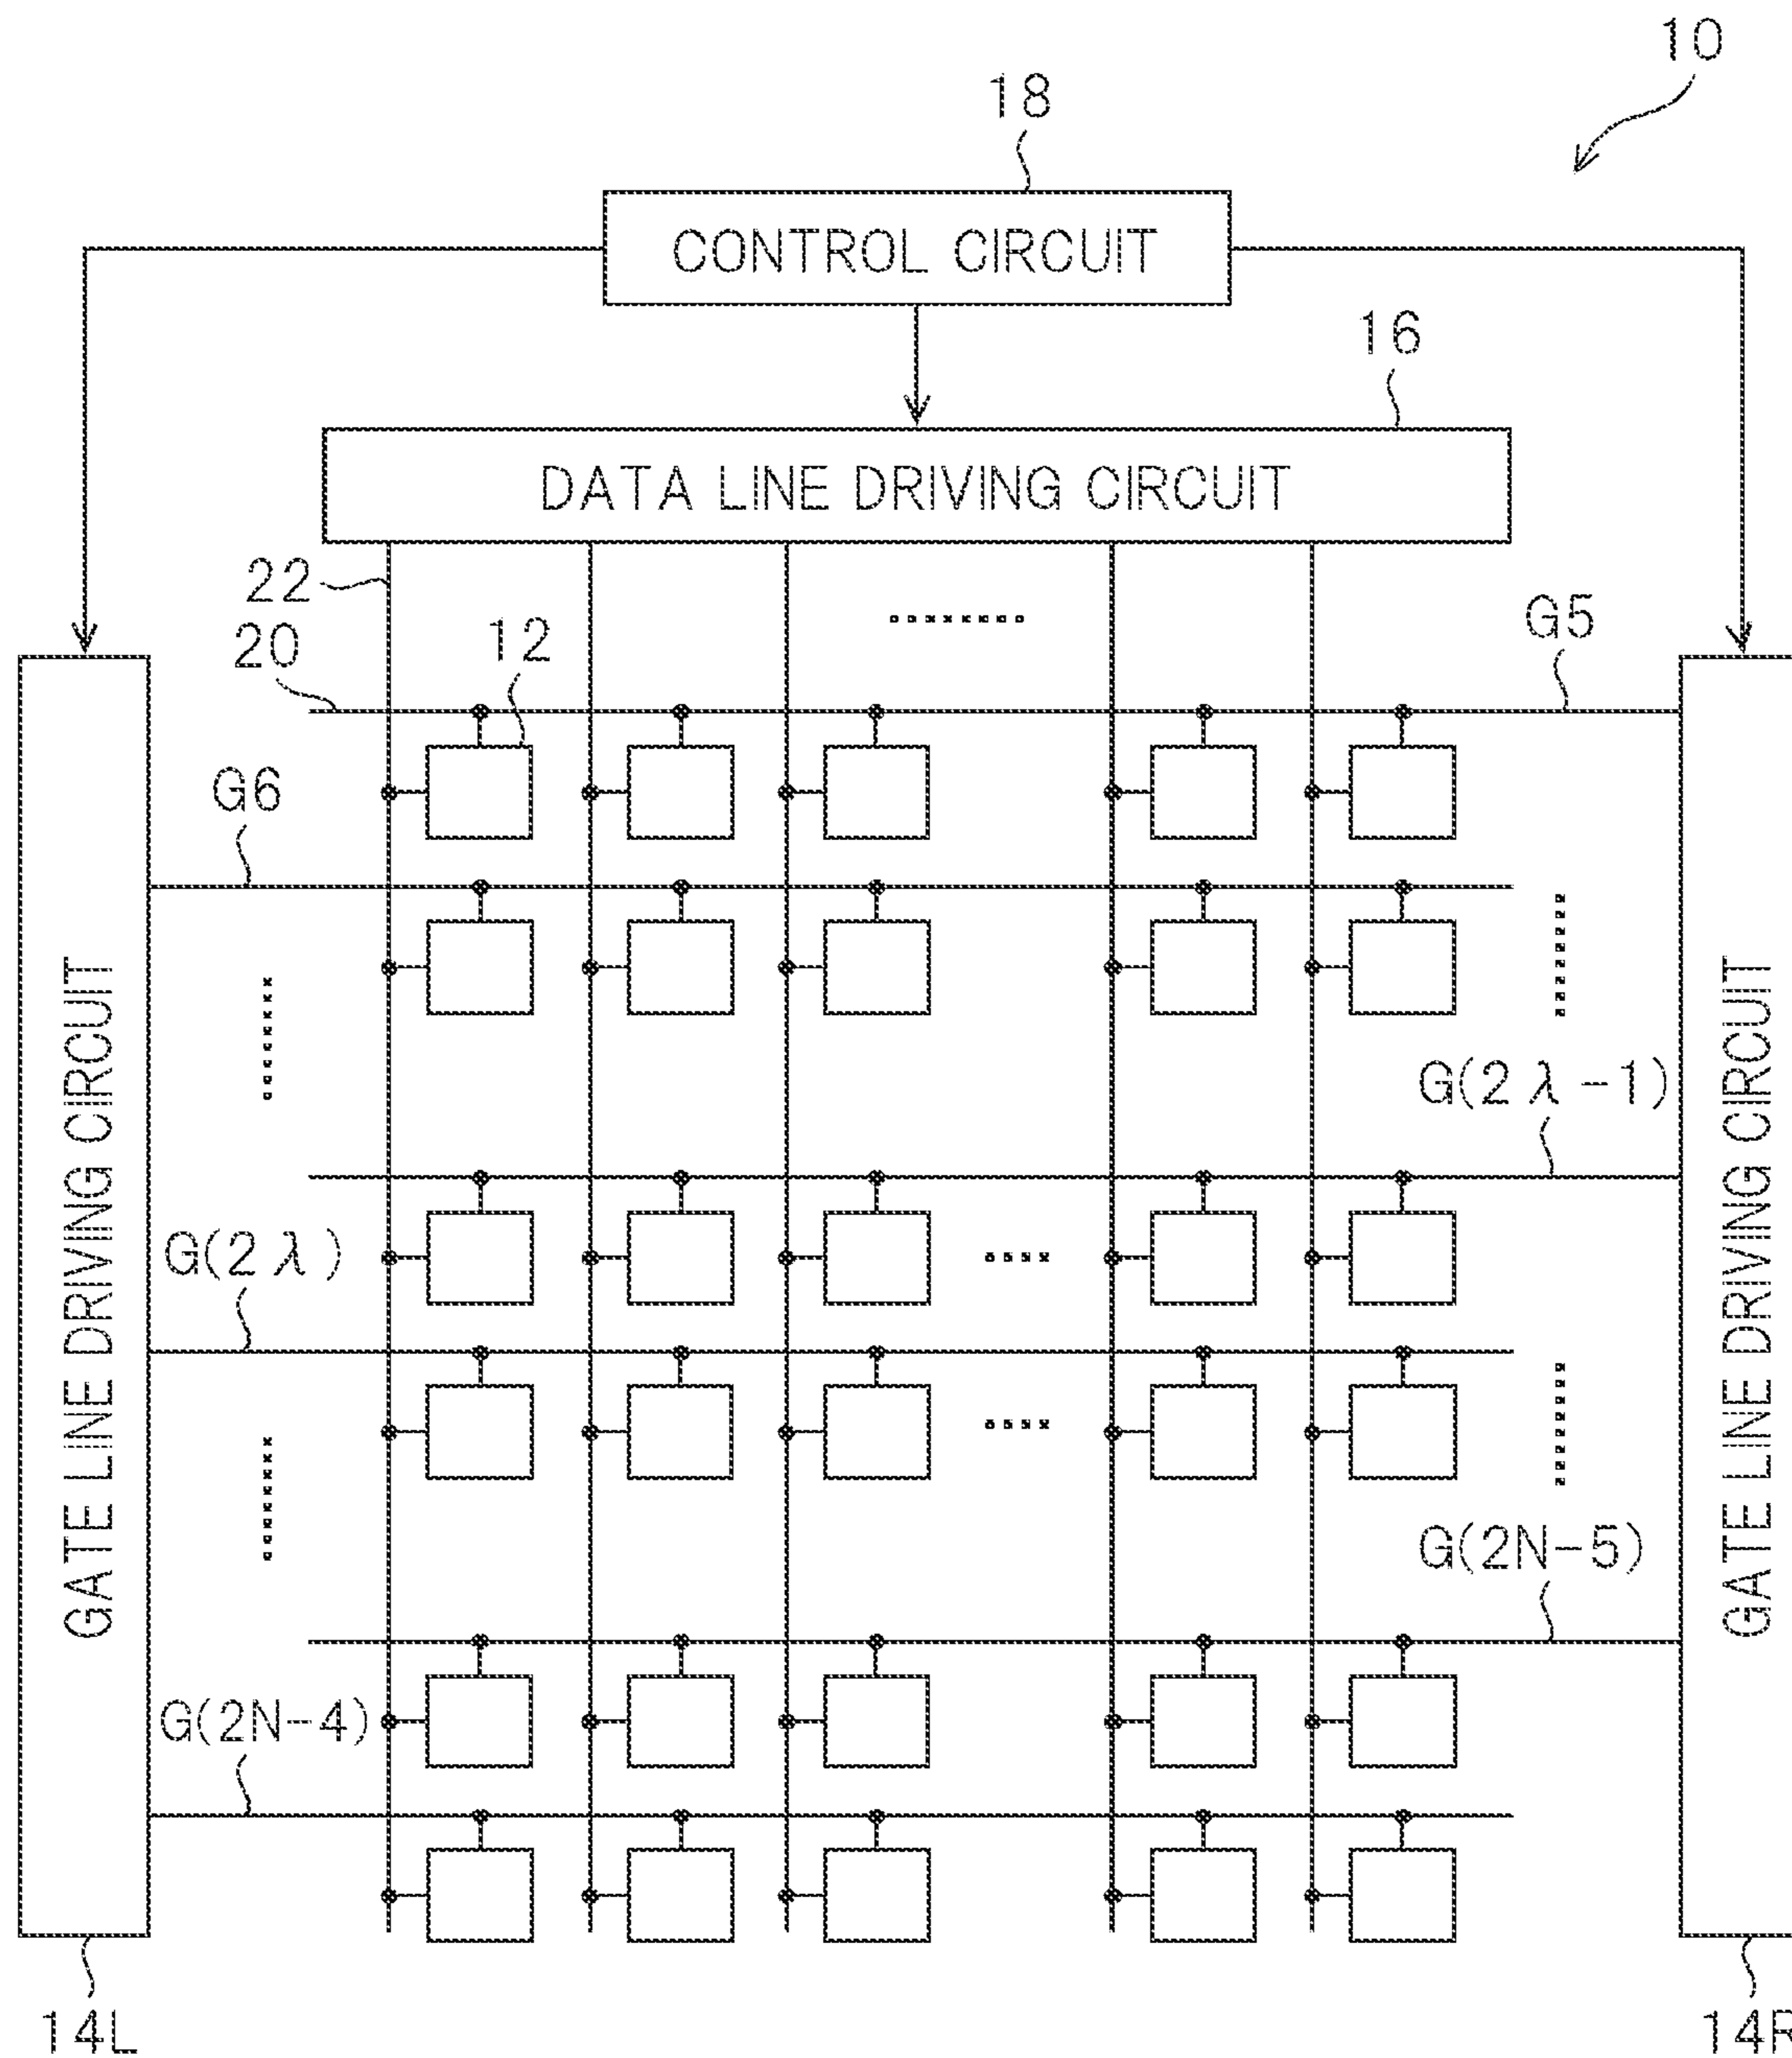 10
18
CONTROL CIRCUIT
16
DATA LINE DRIVING CIRCUIT
22
20
12
G5
G6
GATE LINE DRIVING CIRCUIT
GATE LINE DRIVING CIRCUIT
G(2λ-1)
G(2λ)
G(2N-5)
G(2N-4)
14L
14R